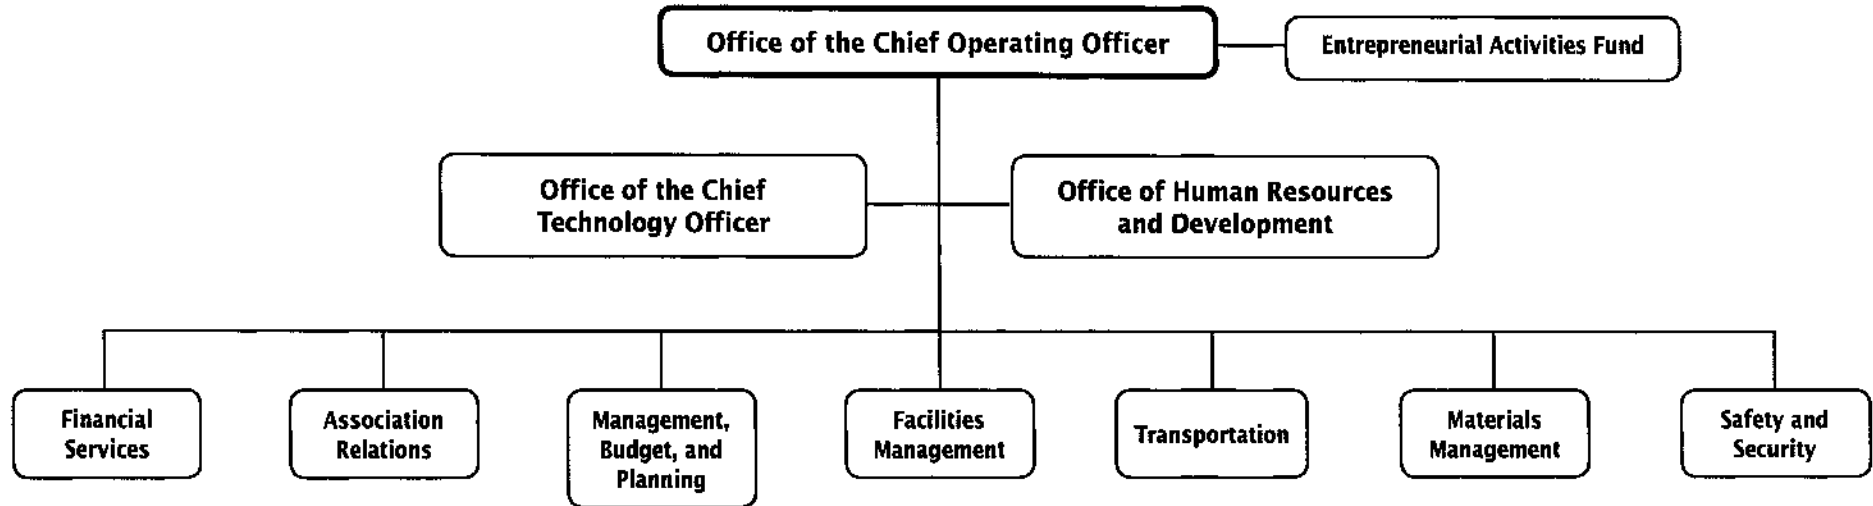 Office of the Chief Operating Officer
Entrepreneurial Activities Fund
Office of the Chief
Technology Officer
Office of Human Resources
and Development
Financial
Services
Association
Relations
Management,
Budget, and
Planning
Facilities
Management
Transportation
Materials
Management
Safety and
Security